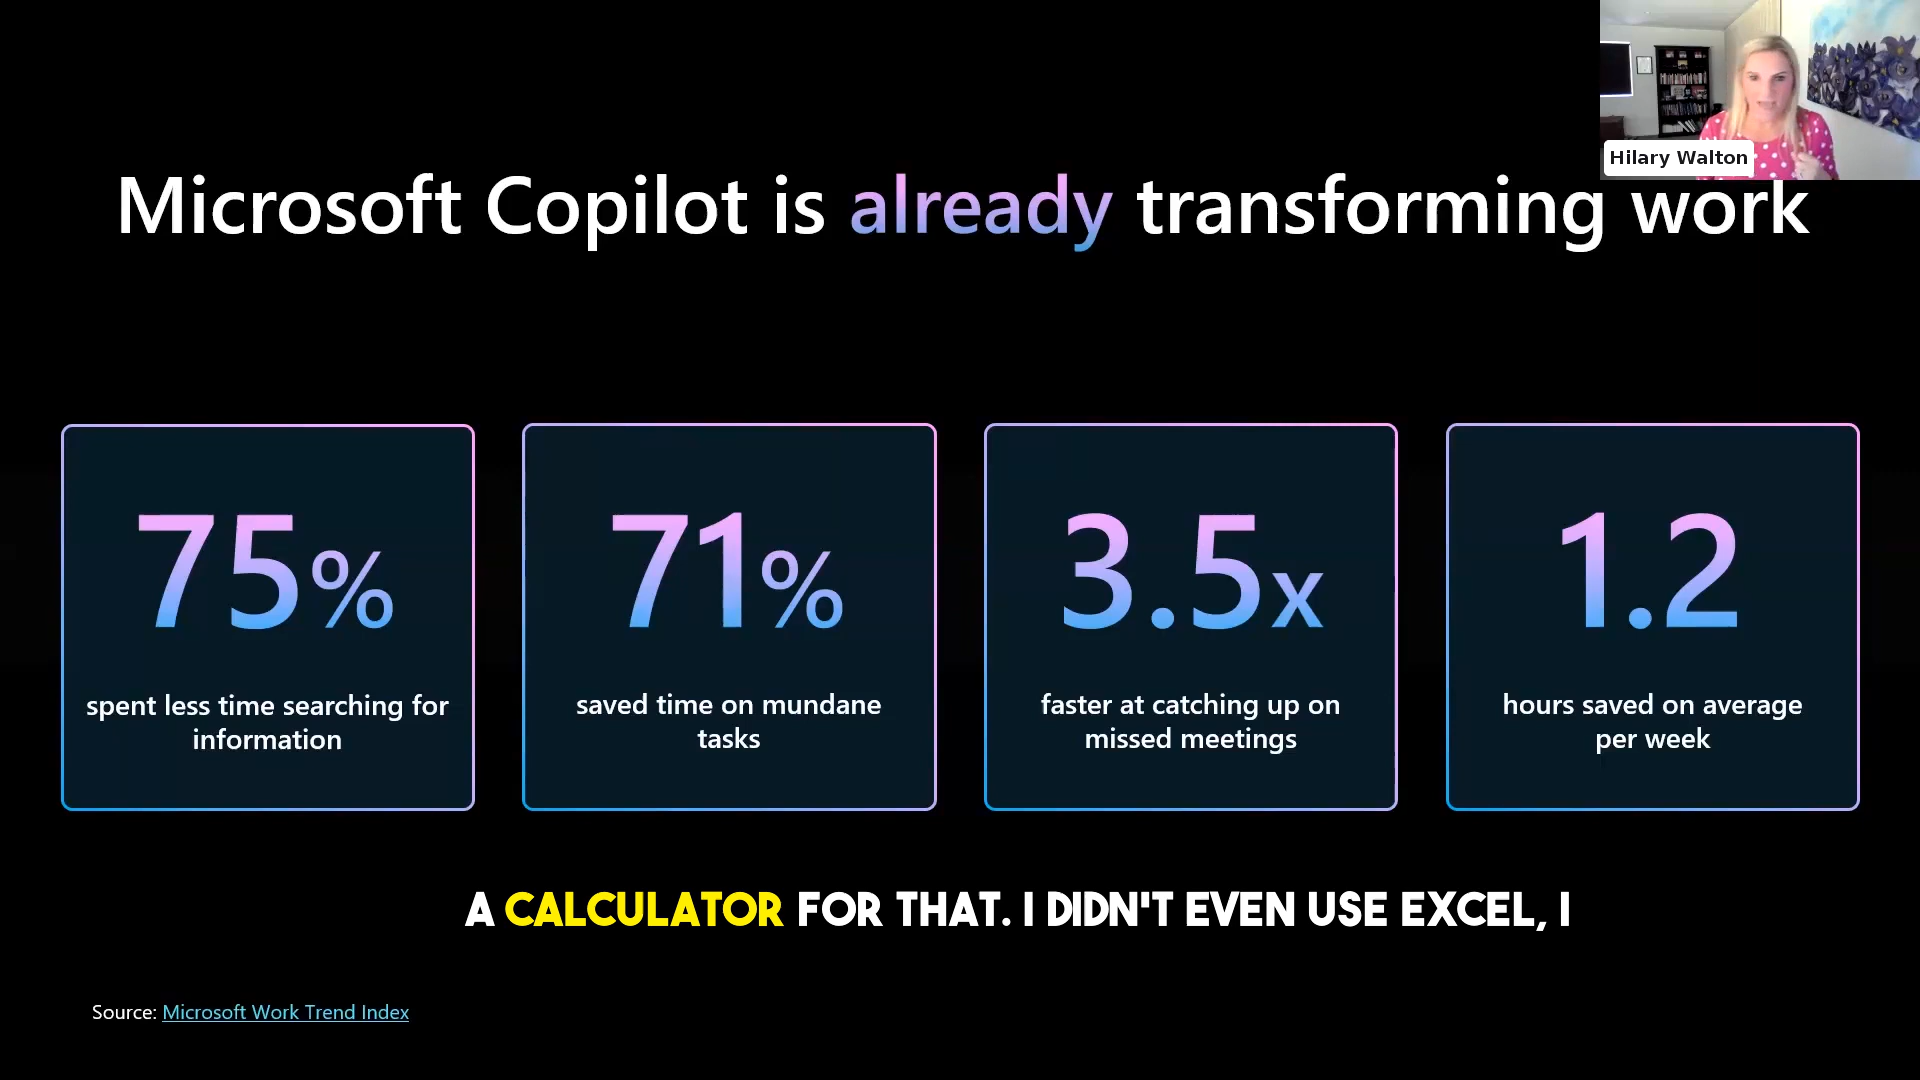 Hilary Walton
Microsoft Copilot is already transforming work
75%
spent less time searching for
information
71%
saved time on mundane
tasks
3.5x
faster at catching up on
missed meetings
1.2
hours saved on average
per week
A CALCULATOR FOR THAT. I DIDN'T EVEN USE EXCEL, I
Source: Microsoft Work Trend Index